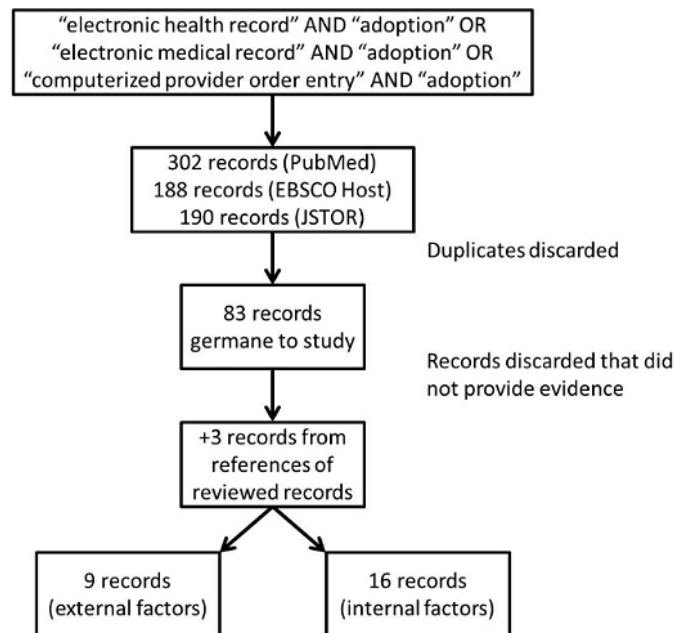 “electronic health record” AND “adoption” OR
“electronic medical record” AND “adoption” OR
“computerized provider order entry” AND “adoption”
302 records (PubMed)
188 records (EBSCO Host)
190 records (JSTOR)
Duplicates discarded
83 records
germane to study
Records discarded that did
not provide evidence
+3 records from
references of
reviewed records
9 records
(external factors)
16 records
(internal factors)